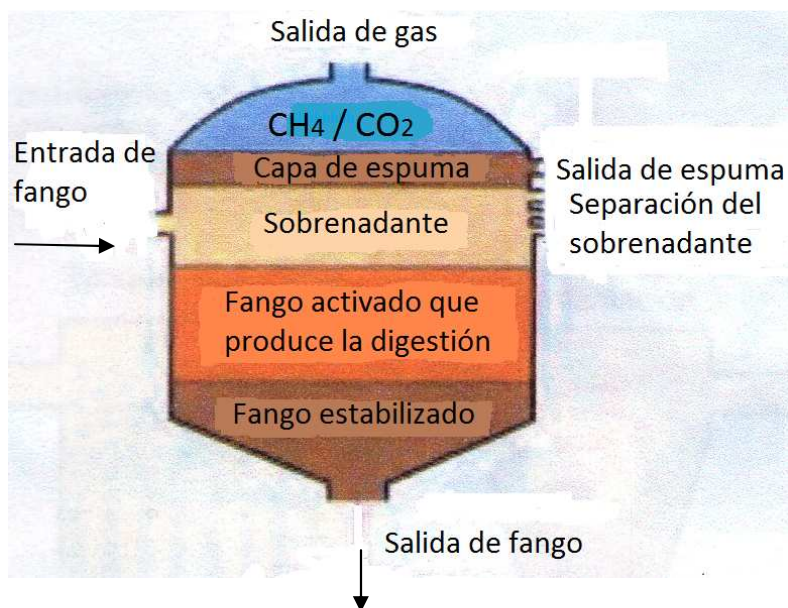 Salida de gas
CH4 / CO2
Entrada de
fango
Capa de espuma
Salida de espuma
Separación del
sobrenadante
Sobrenadante
Fango activado que
produce la digestión
Fango estabilizado
Salida de fango